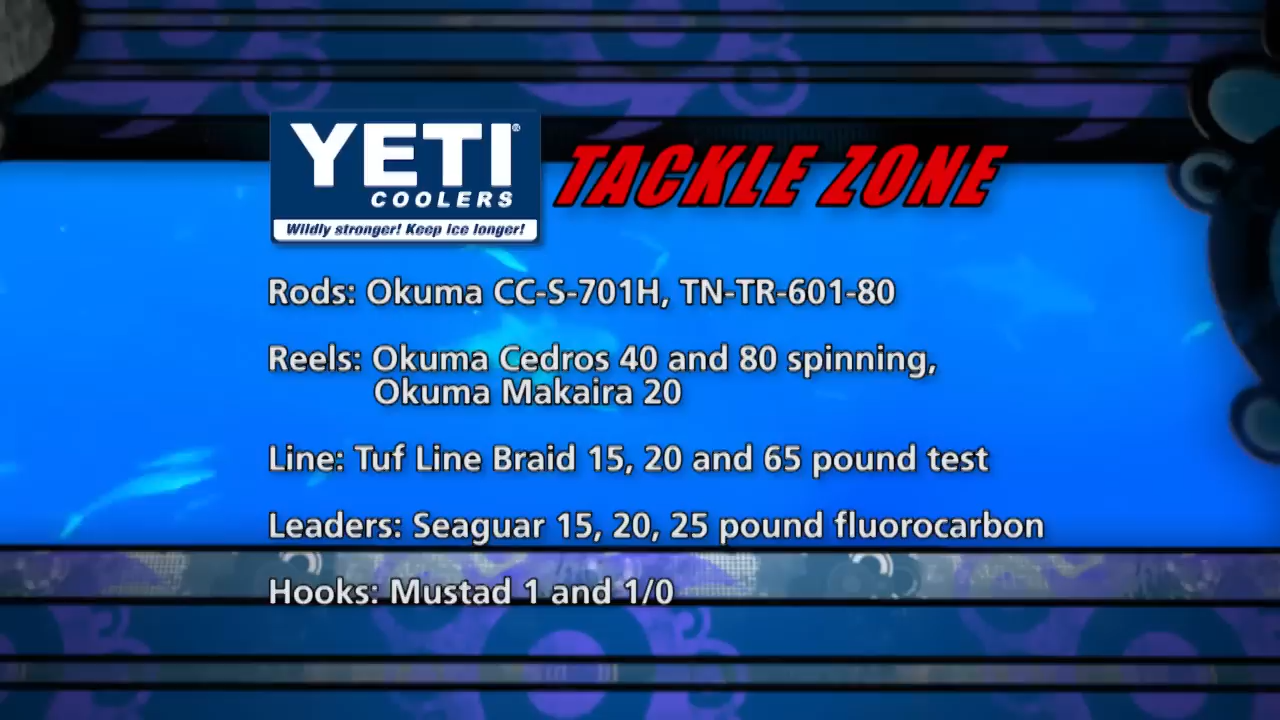 YETI®
COOLERS
Wildly stronger! Keep ice longer!
TACKLE ZONE
Rods: Okuma CC-S-701H, TN-TR-601-80
Reels: Okuma Cedros 40 and 80 spinning,
Okuma Makaira 20
Line: Tuf Line Braid 15, 20 and 65 pound test
Leaders: Seaguar 15, 20, 25 pound fluorocarbon
Hooks: Mustad 1 and 1/0